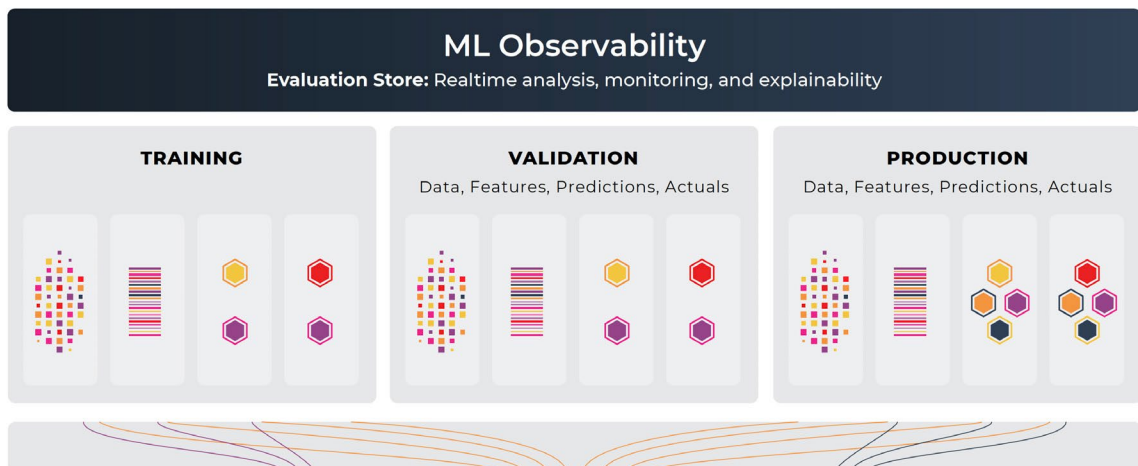 ML Observability
Evaluation Store: Realtime analysis, monitoring, and explainability
TRAINING
VALIDATION
Data, Features, Predictions, Actuals
PRODUCTION
Data, Features, Predictions, Actuals